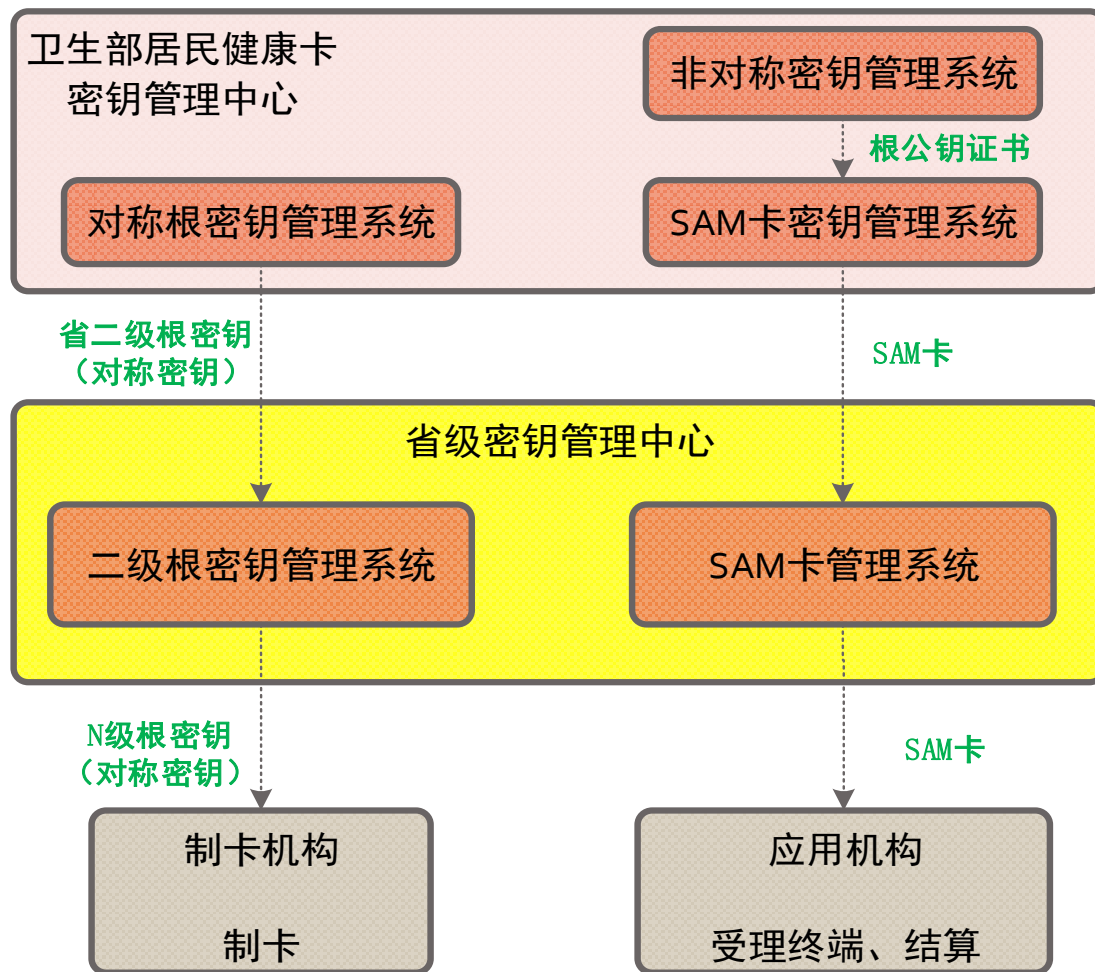 卫生部居民健康卡
密钥管理中心
非对称密钥管理系统
根公钥证书
对称根密钥管理系统
SAM卡密钥管理系统
省二级根密钥
（对称密钥）
SAM卡
省级密钥管理中心
二级根密钥管理系统
SAM卡管理系统
N级根密钥
（对称密钥）
SAM卡
制卡机构
制卡
应用机构
受理终端、结算